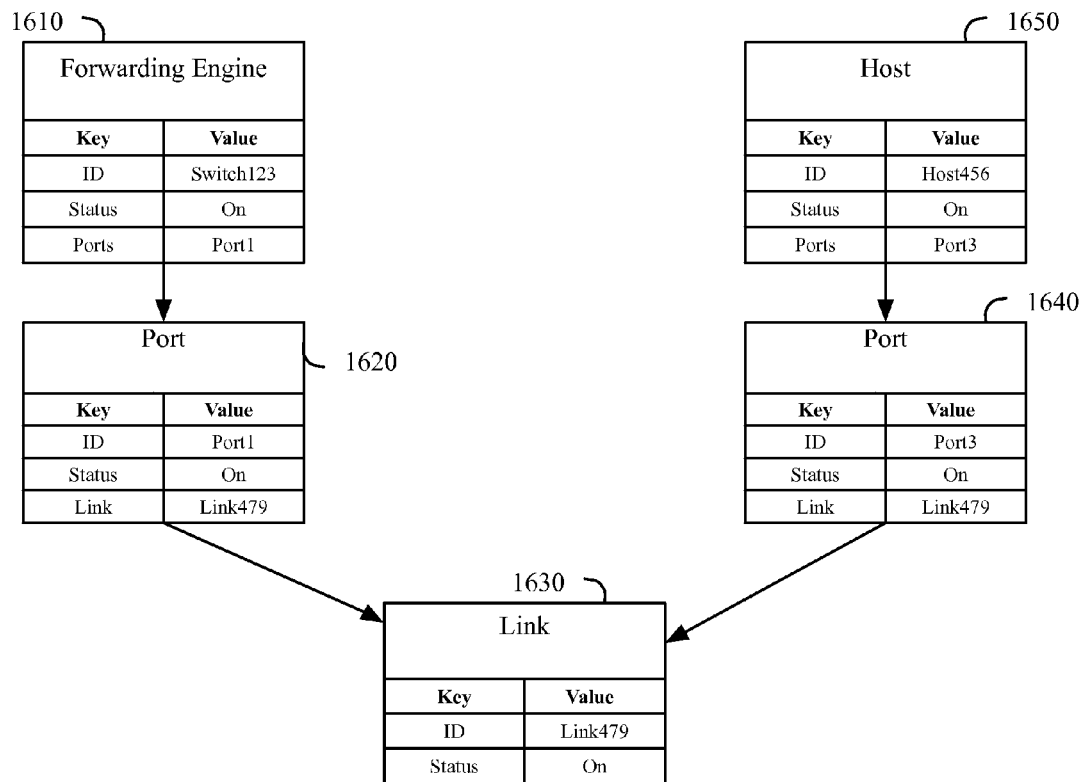 1610
Forwarding Engine
Key Value
ID Switch123
Status On
Ports Port1
1650
Host
Key Value
ID Host456
Status On
Ports Port3
Port
1620
Key Value
ID Port1
Status On
Link Link479
1640
Port
Key Value
ID Port3
Status On
Link Link479
1630
Link
Key Value
ID Link479
Status On